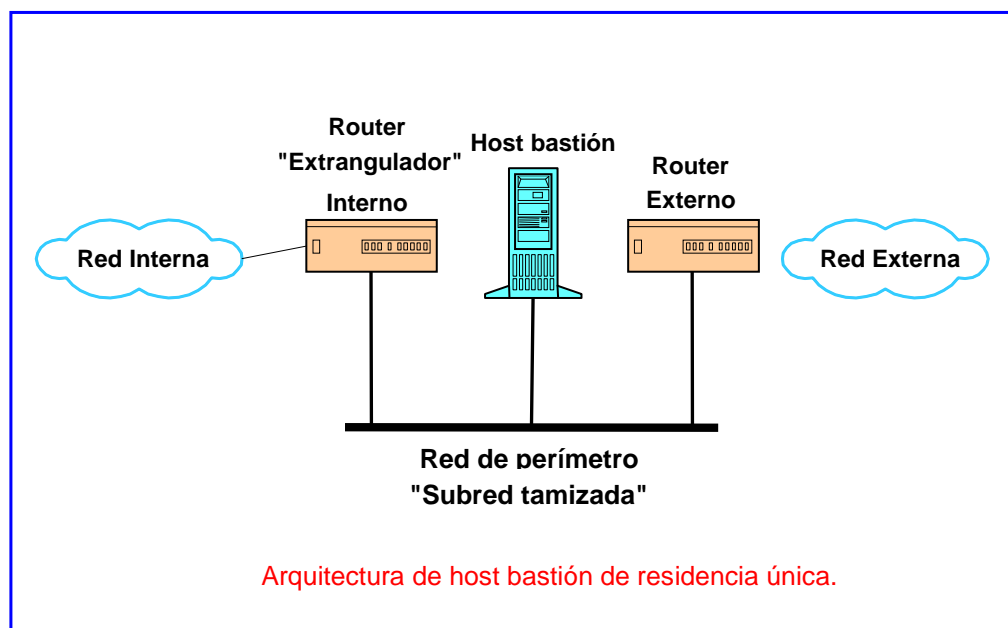 Router
"Extrangulador"
Interno
Host bastión
Router
Externo
Red Interna
Red Externa
Red de perímetro
"Subred tamizada"
Arquitectura de host bastión de residencia única.